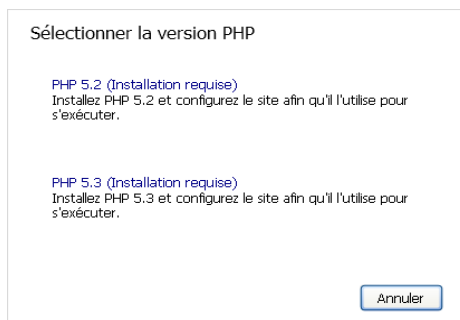 Sélectionner la version PHP
PHP 5.2 (Installation requise)
Installez PHP 5.2 et configurez le site afin qu'il l'utilise pour
s'exécuter.
PHP 5.3 (Installation requise)
Installez PHP 5.3 et configurez le site afin qu'il l'utilise pour
s'exécuter.
Annuler